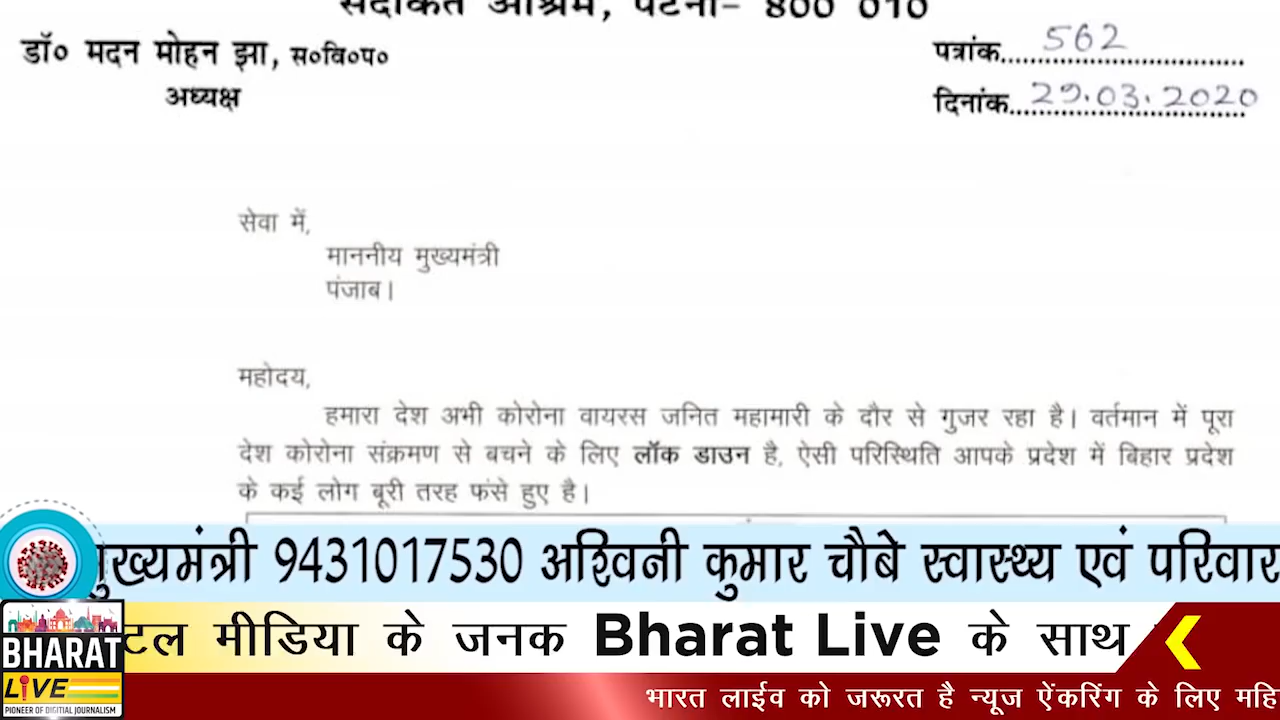 सदाकत आश्रम, पटना- 800 010
डॉ० मदन मोहन झा, स०वि०प०
अध्यक्ष
पत्रांक 562
दिनांक 29.03.2020
सेवा में,
माननीय मुख्यमंत्री
पंजाब।
महोदय,
हमारा देश अभी कोरोना वायरस जनित महामारी के दौर से गुजर रहा है। वर्तमान में पूरा
देश कोरोना संक्रमण से बचने के लिए लॉक डाउन है, ऐसी परिस्थिति आपके प्रदेश में बिहार प्रदेश
के कई लोग बूरी तरह फंसे हुए है।
मुख्यमंत्री 9431017530 अश्विनी कुमार चौबे स्वास्थ्य एवं परिवार
टल मीडिया के जनक Bharat Live के साथ
BHARAT
LIVE
PIONEER OF DIGITAL JOURNALISM
भारत लाईव को जरूरत है न्यूज ऐंकरिंग के लिए महि